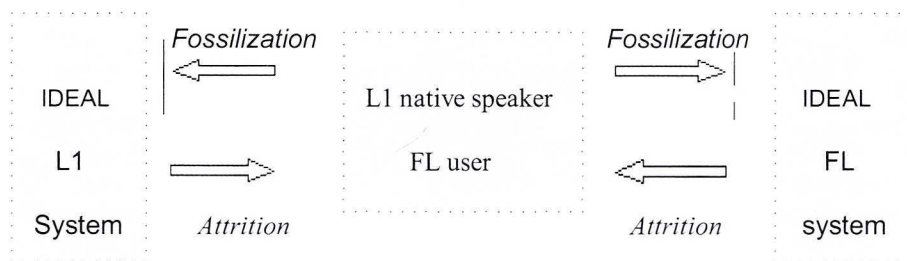 Fossilization
Fossilization
IDEAL
L1 native speaker
IDEAL
L1
FL user
FL
System
Attrition
Attrition
system